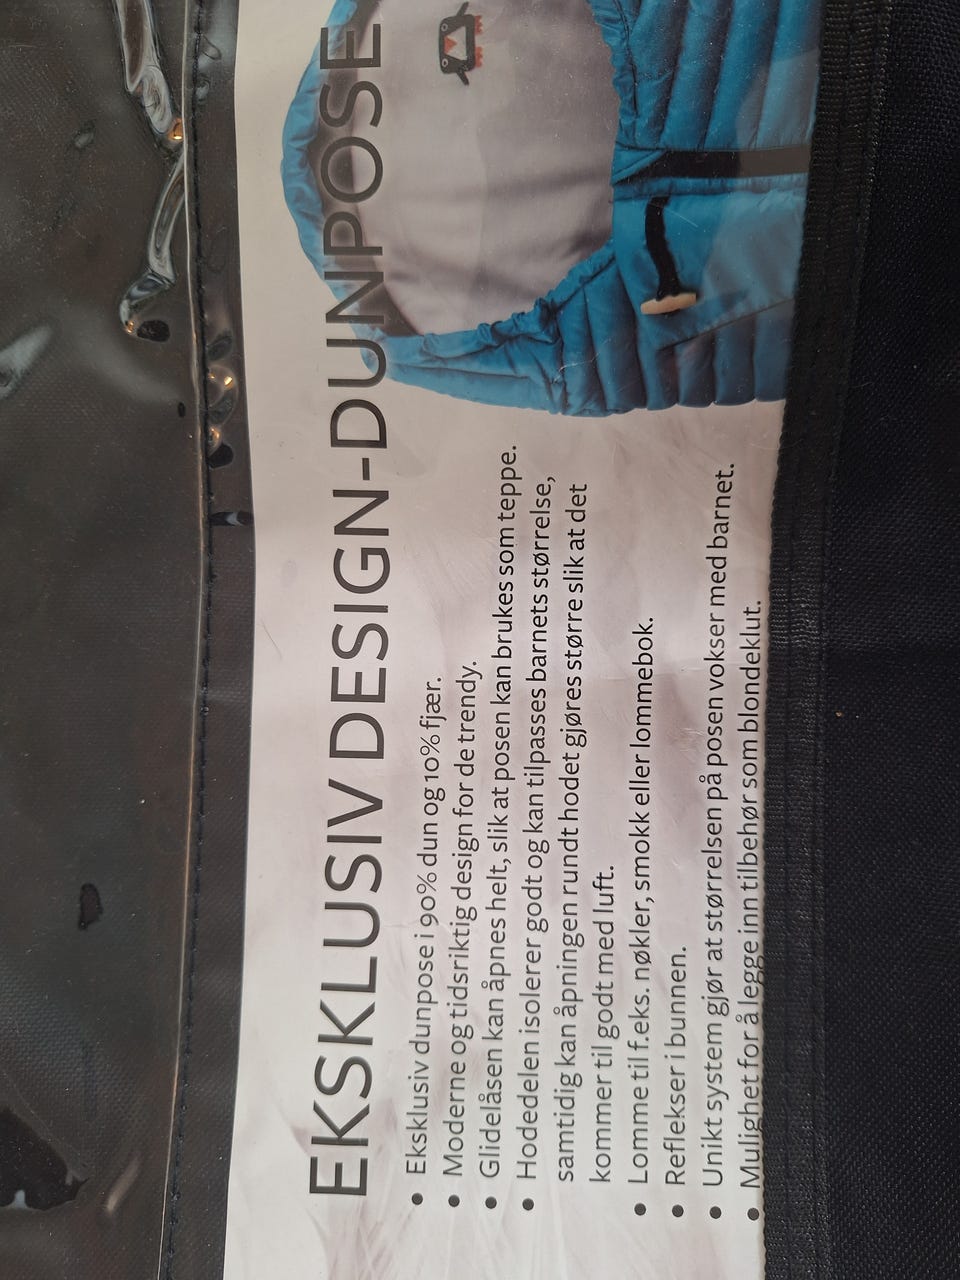 EKSKLUSIV DESIGN-DUNPOSE
• Eksklusiv dunpose i 90% dun og 10% fjær.
• Moderne og tidsriktig design for de trendy.
• Glidelåsen kan åpnes helt, slik at posen kan brukes som teppe.
• Hodedelen isolerer godt og kan tilpasses barnets størrelse,
samtidig kan åpningen rundt hodet gjøres større slik at det
kommer til godt med luft.
• Lomme til f.eks. nøkler, smokk eller lommebok.
• Reflekser i bunnen.
• Unikt system gjør at størrelsen på posen vokser med barnet.
• Mulighet for å legge inn tilbehør som blondeklut.